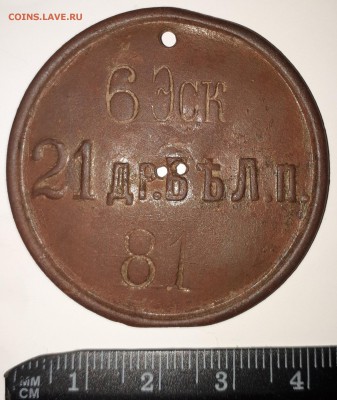 COINS.LAVE.RU
6 ЭСК
21 ДР.БѢЛ.П.
81
MM
CM
1 2 3 4